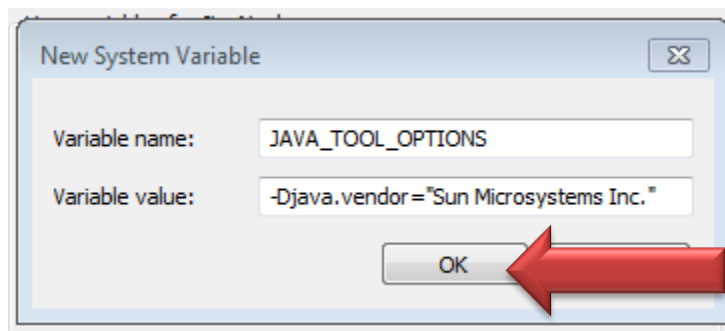 New System Variable
Variable name: JAVA_TOOL_OPTIONS
Variable value: -Djava.vendor="Sun Microsystems Inc."
OK